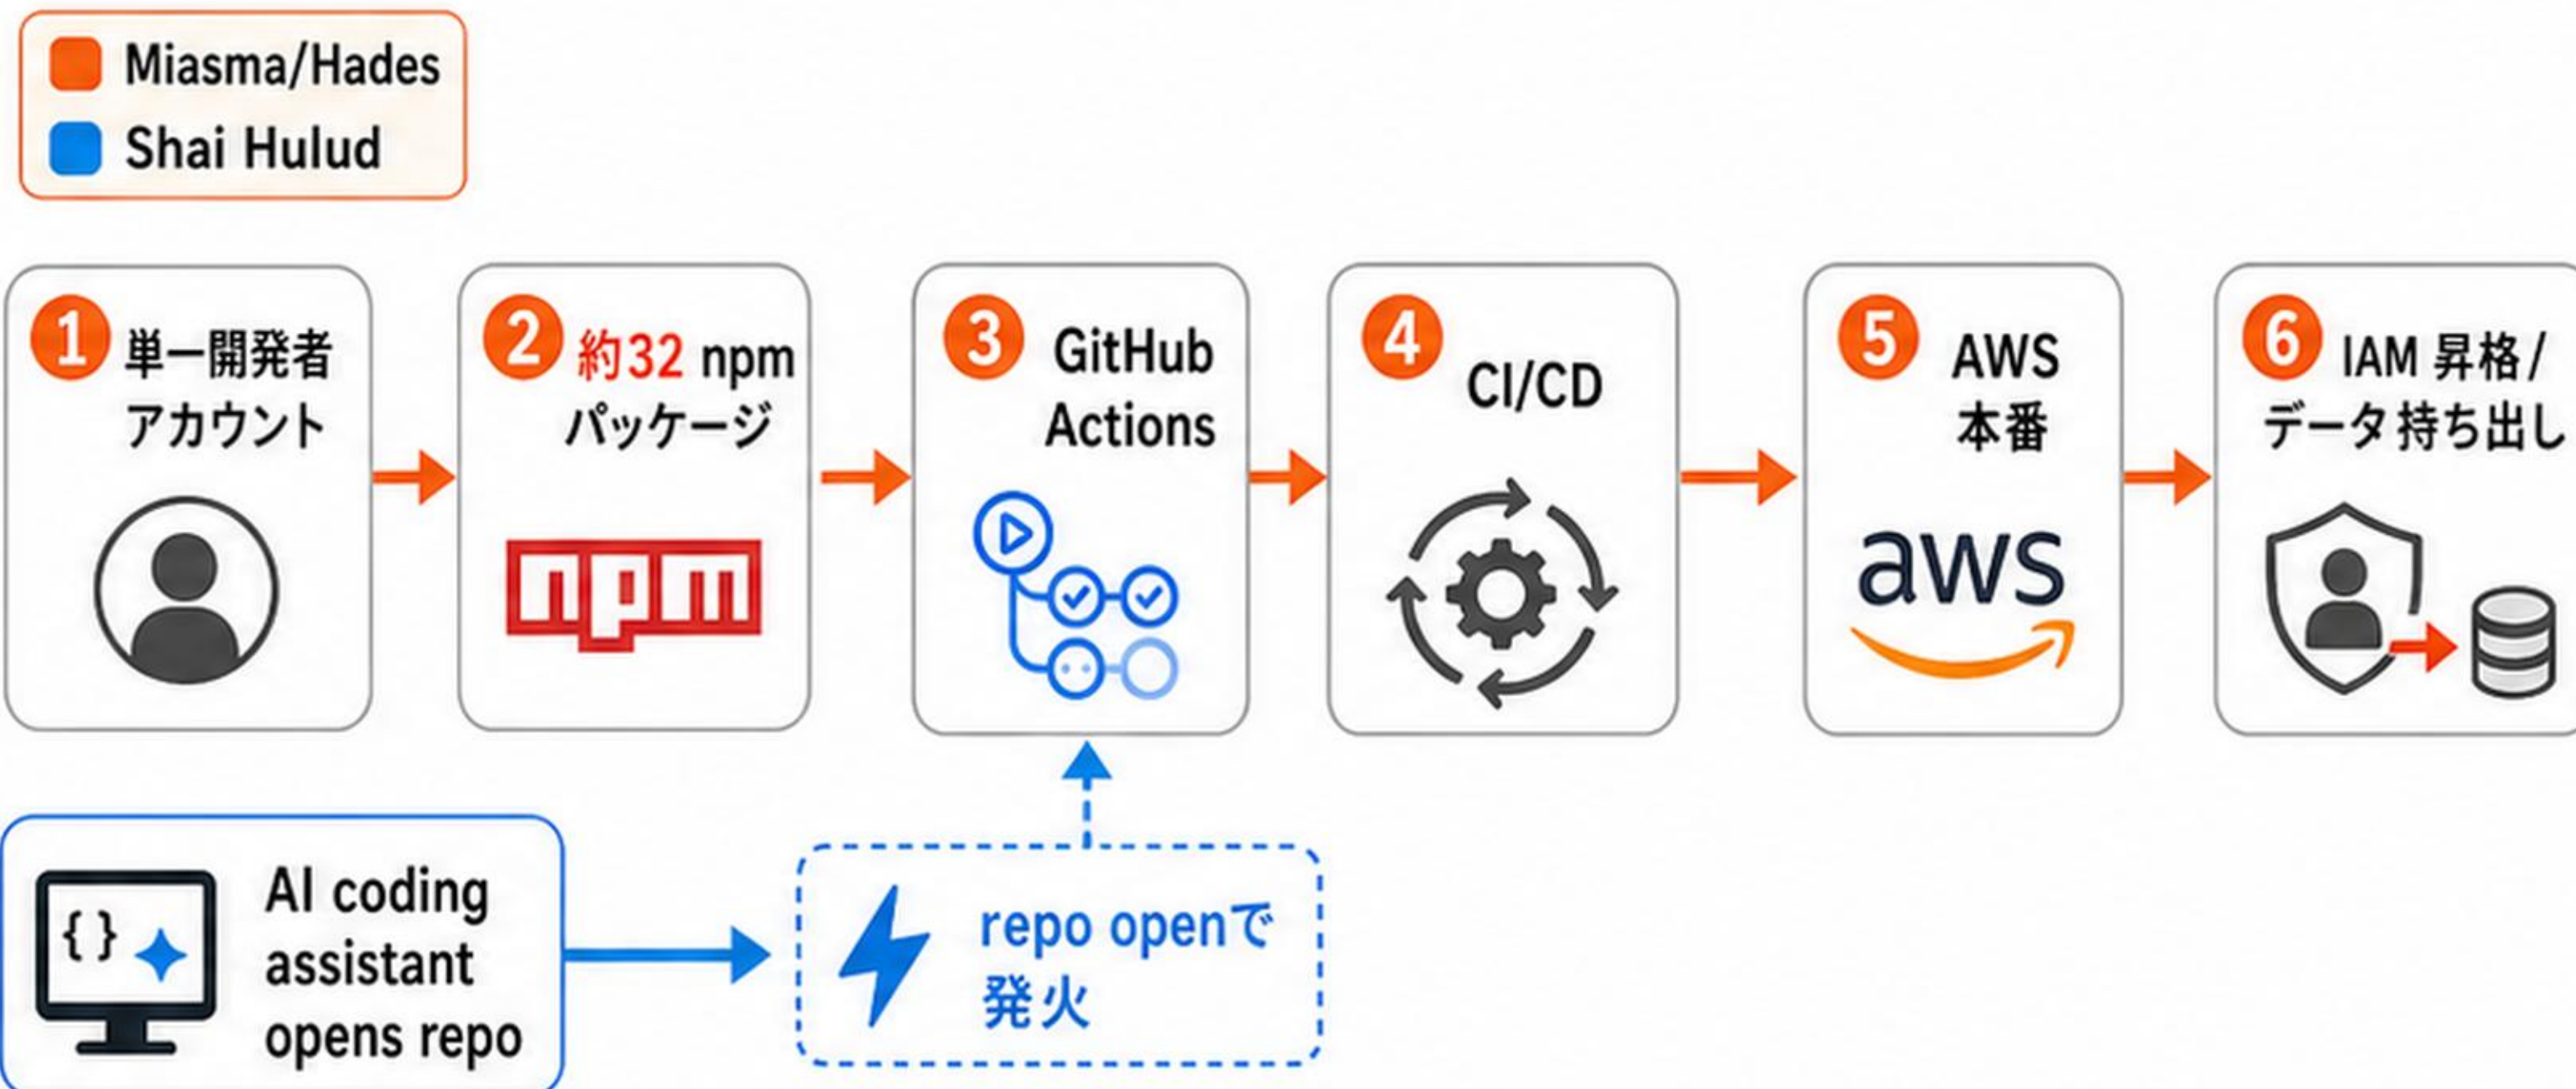 Miasma/Hades
Shai Hulud
1 単一開発者
アカウント
2 約32 npm
パッケージ
npm
3 GitHub
Actions
4 CI/CD
5 AWS
本番
aws
6 IAM 昇格/
データ持ち出し
{ } AI coding
assistant
opens repo
repo openで
発火